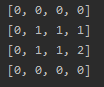 [0, 0, 0, 0]
[0, 1, 1, 1]
[0, 1, 1, 2]
[0, 0, 0, 0]